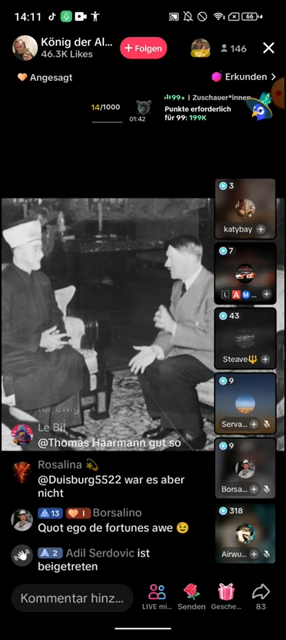 14:11
66
König der Al...
46.3K Likes
+ Folgen
146
Angesagt
Erkunden >
14/1000
01:42
99+ | Zuschauer*innen
Punkte erforderlich
für 99: 199K
3
katybay
7
L A M ...
43
Steave
9
Serva...
9
Borsa...
318
Airwu...
Le Bil
@Thomas Haarmann gut so
Rosalina
@Duisburg5522 war es aber
nicht
13 I Borsalino
Quot ego de fortunes awe
2 Adil Serdovic ist
beigetreten
Kommentar hinz...
LIVE mi...
Senden
Gesche...
83